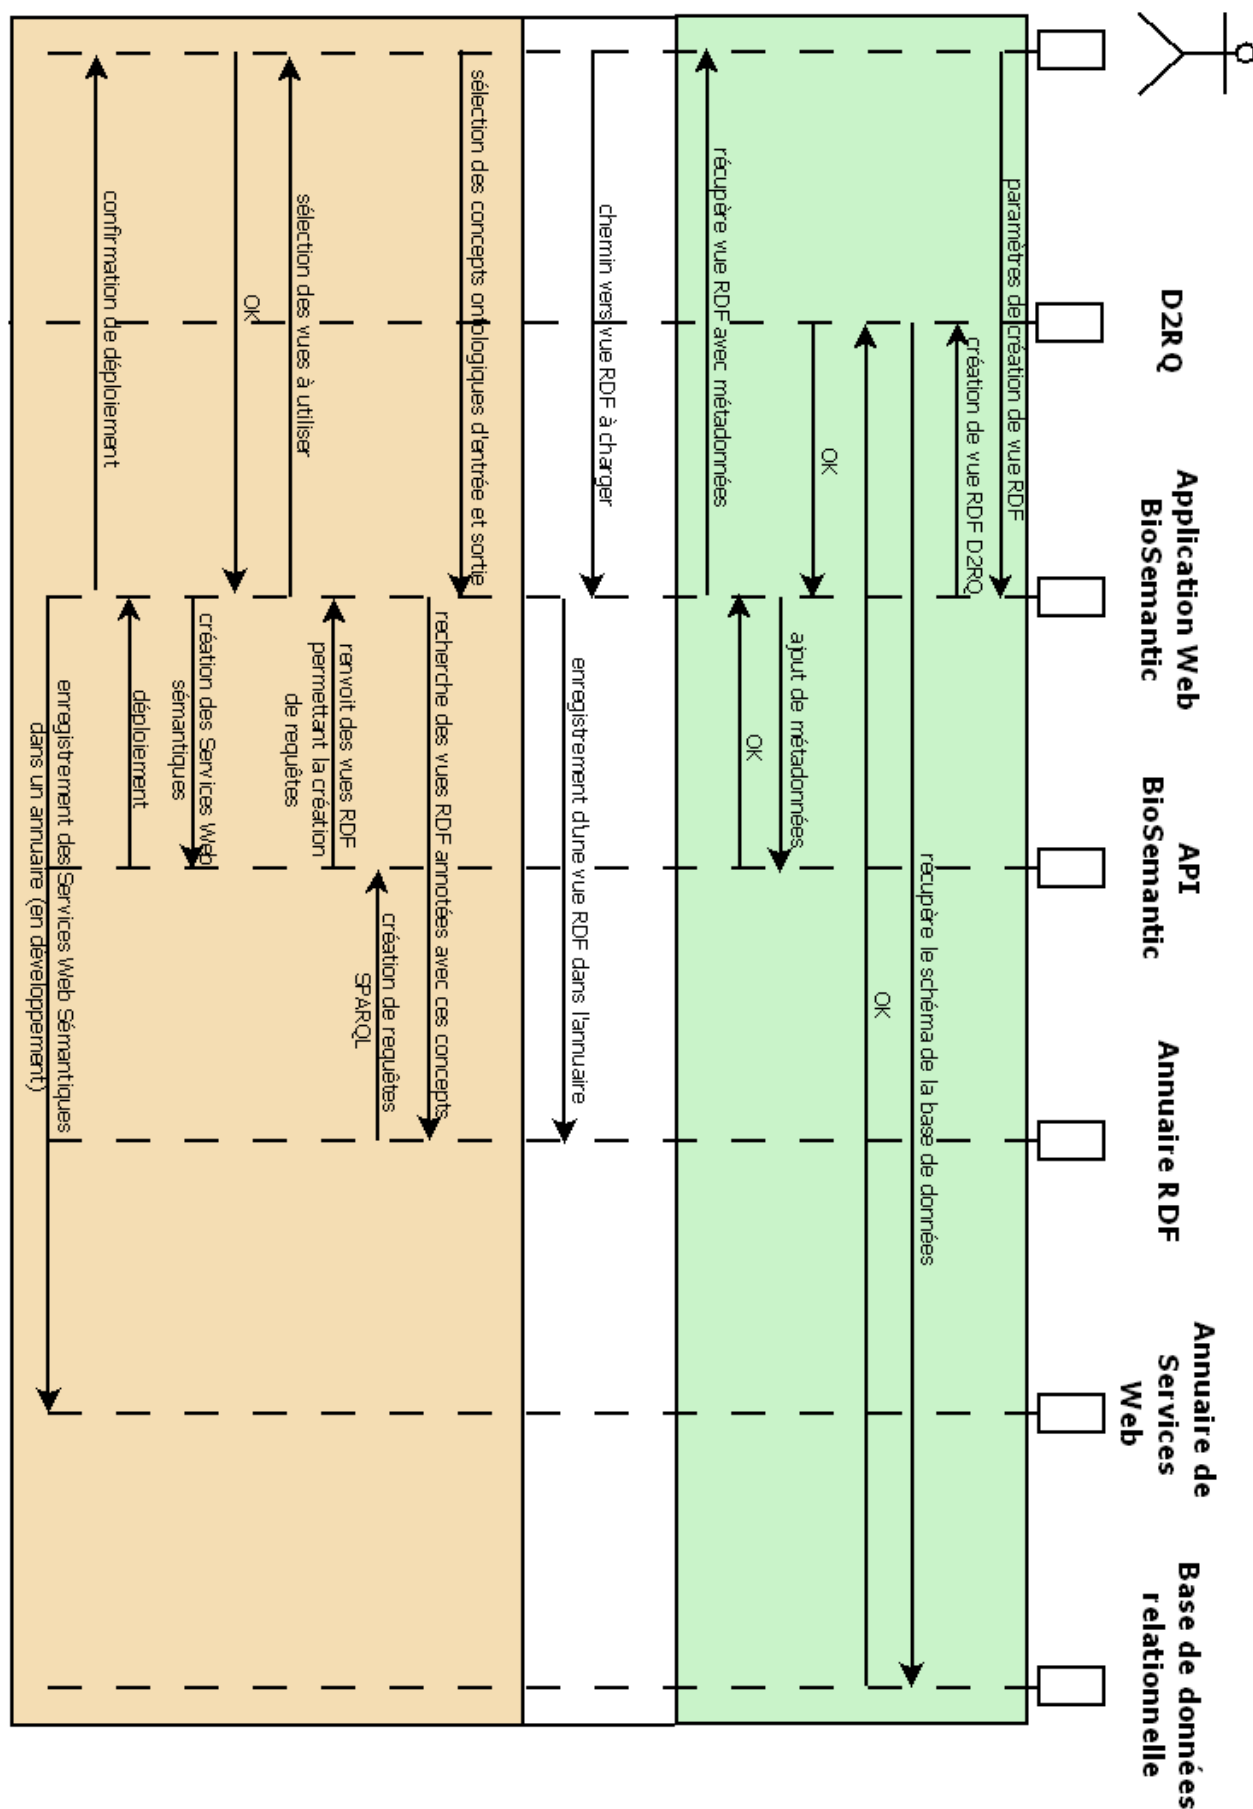 D2RQ
Application Web
BioSemantic
API
BioSemantic
Annuaire RDF
Annuaire de
Services
Web
Base de données
relationnelle
paramètres de création de vue RDF
création de vue RDF D2RQ
récupère le schéma de la base de données
OK
OK
ajout de métadonnées
OK
récupère vue RDF avec métadonnées
chemin vers vue RDF à charger
enregistrement d'une vue RDF dans l'annuaire
sélection des concepts ontologiques d'entrée et sortie
recherche des vues RDF annotées avec ces concepts
création de requêtes
SPARQL
renvoit des vues RDF
permettant la création
de requêtes
sélection des vues à utiliser
OK
création des Services Web
sémantiques
déploiement
confirmation de déploiement
enregistrement des Services Web Sémantiques
dans un annuaire (en développement)